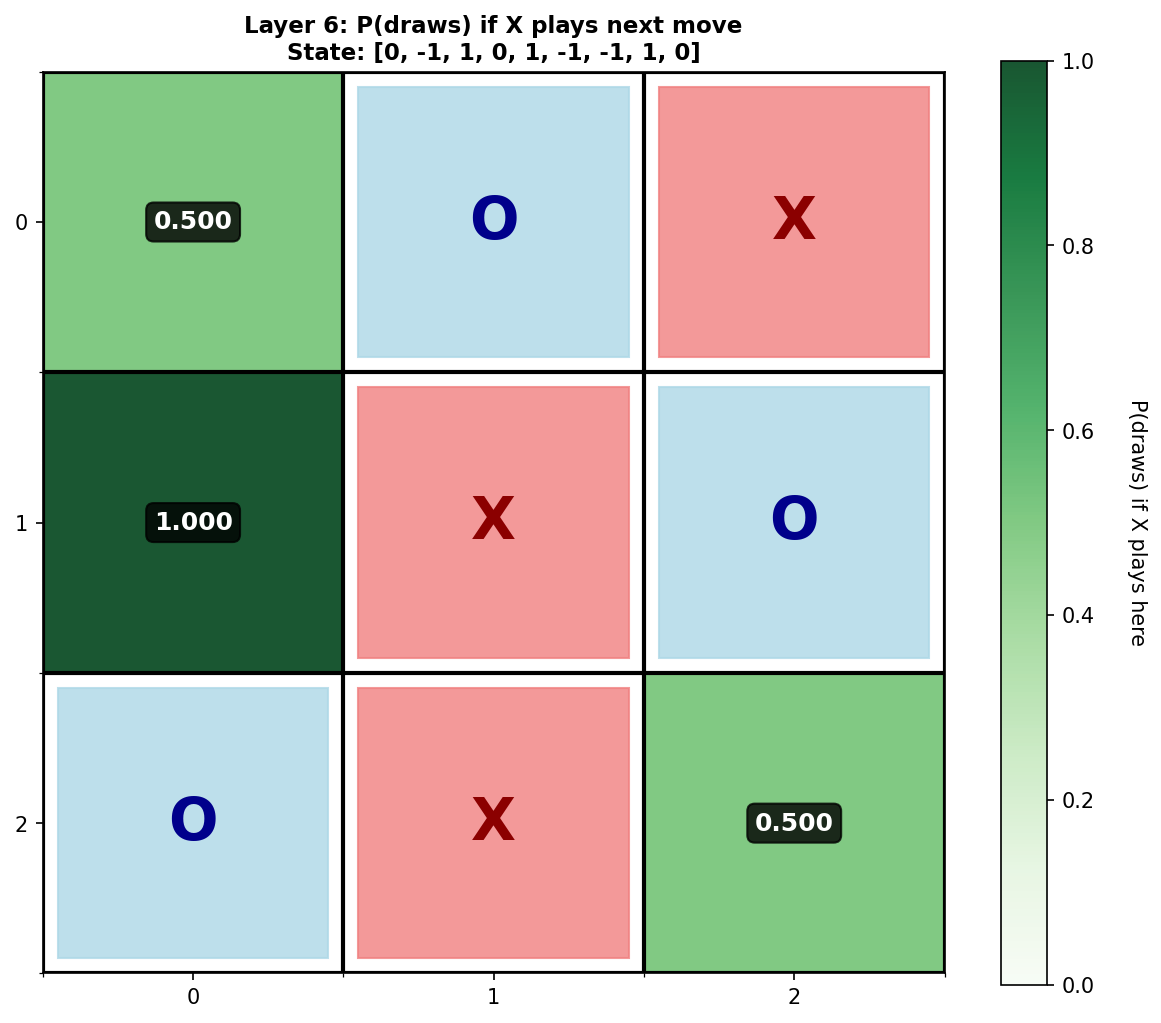 Layer 6: P(draws) if X plays next move
State: [0, -1, 1, 0, 1, -1, -1, 1, 0]
0.500
O
X
1.000
X
O
O
X
0.500
0
1
2
0
1
2
1.0
0.8
0.6
0.4
0.2
0.0
P(draws) if X plays here